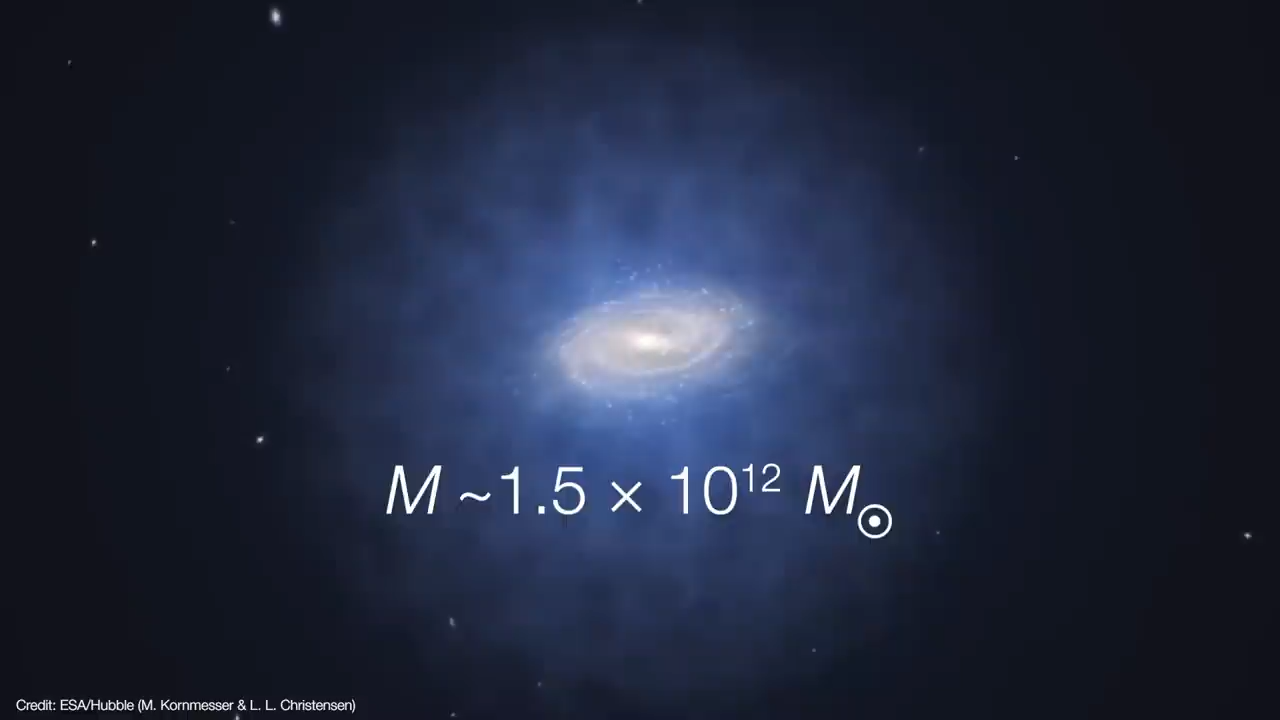 M ~1.5 × 10¹² M☉
Credit: ESA/Hubble (M. Kornmesser & L. L. Christensen)